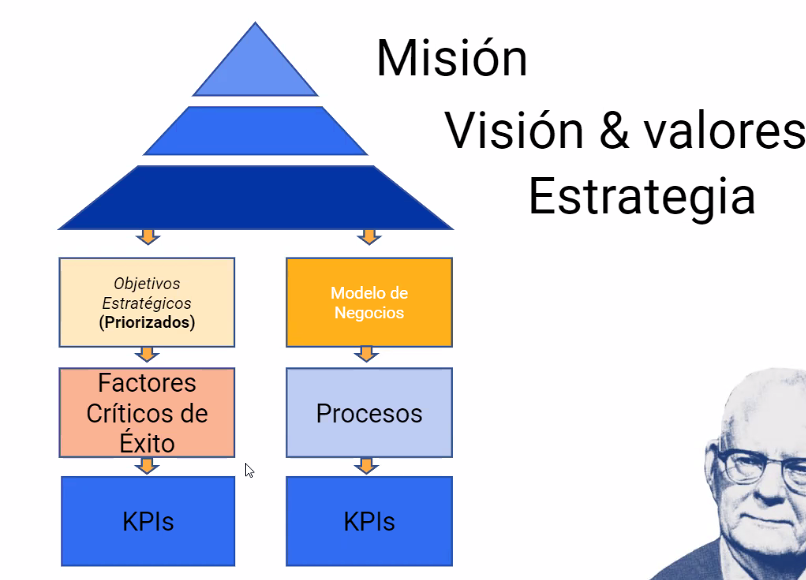 Misión
Visión & valores
Estrategia
Objetivos
Estratégicos
(Priorizados)
Modelo de
Negocios
Factores
Críticos de
Éxito
Procesos
KPIs
KPIs